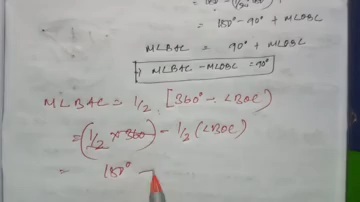 = 180° - 90° + m∠OBC
m∠BAC = 90° + m∠OBC
m∠BAC - m∠OBC = 90°
m∠BAC = 1/2 [360° - ∠BOC)
= (1/2 × 360) - 1/2 (∠BOC)
= 180° -